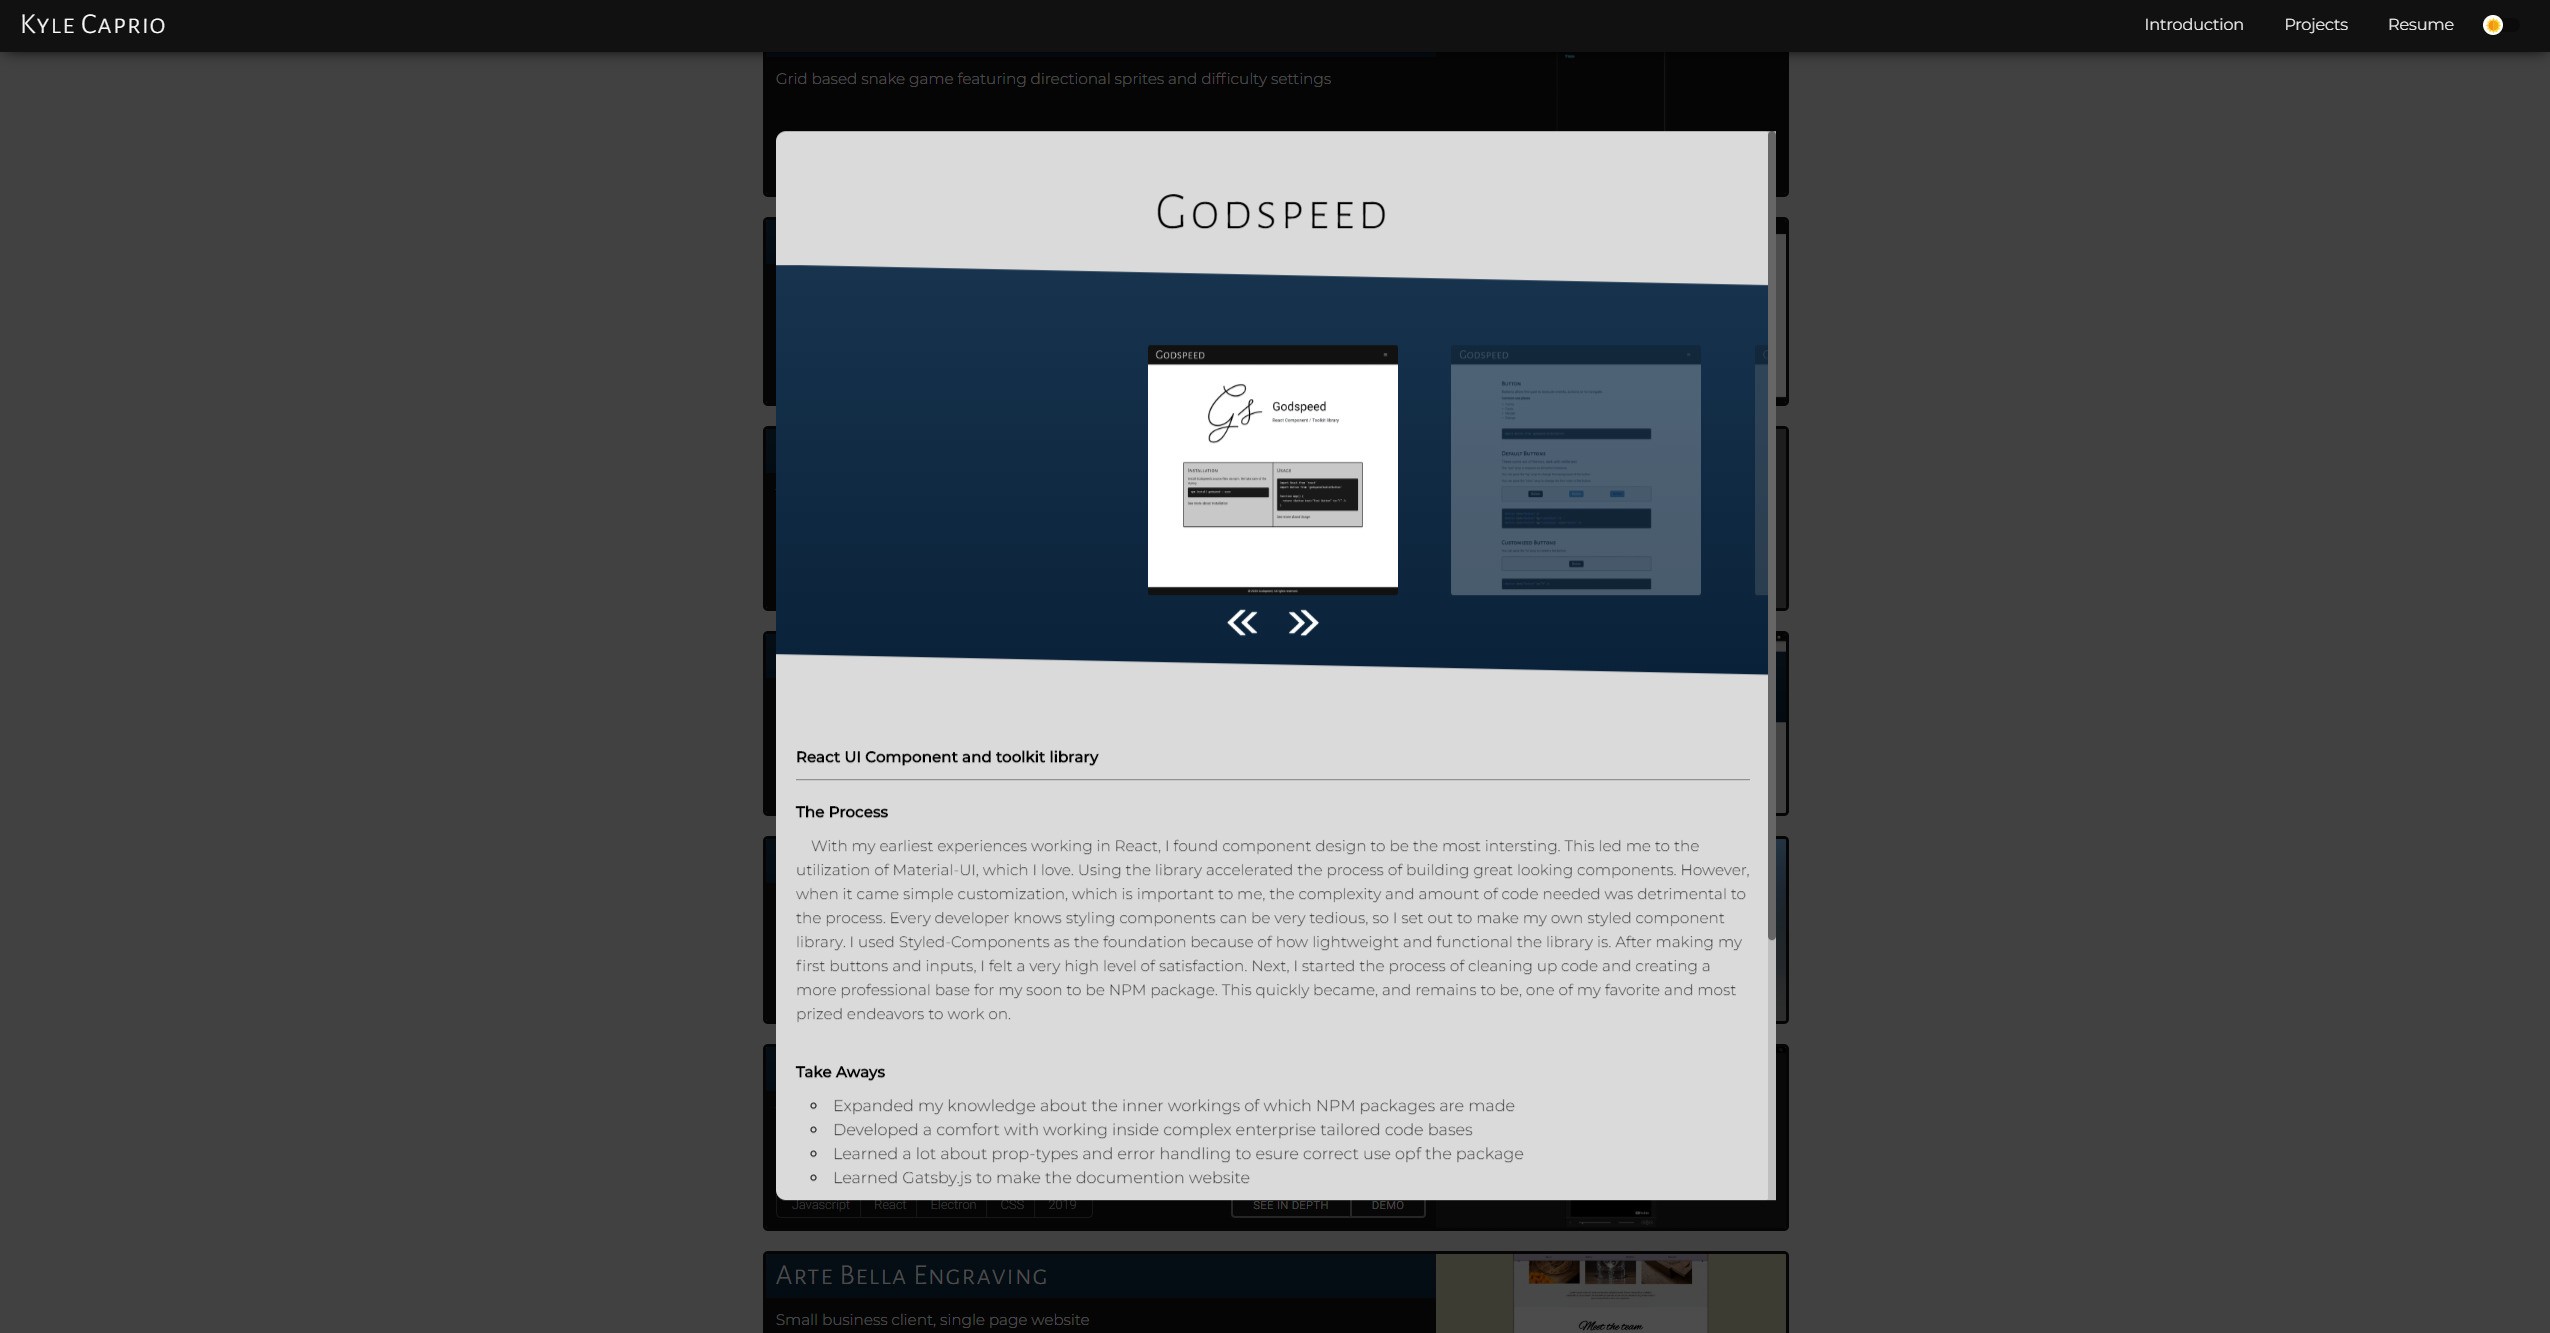 Kyle Caprio
Introduction Projects Resume
Grid based snake game featuring directional sprites and difficulty settings
Godspeed
Godspeed
Godspeed
React Component / Toolkit library
Installation
Usage
Godspeed
Button
Default Buttons
Customized Buttons
React UI Component and toolkit library
The Process
With my earliest experiences working in React, I found component design to be the most intersting. This led me to the
utilization of Material-UI, which I love. Using the library accelerated the process of building great looking components. However,
when it came simple customization, which is important to me, the complexity and amount of code needed was detrimental to
the process. Every developer knows styling components can be very tedious, so I set out to make my own styled component
library. I used Styled-Components as the foundation because of how lightweight and functional the library is. After making my
first buttons and inputs, I felt a very high level of satisfaction. Next, I started the process of cleaning up code and creating a
more professional base for my soon to be NPM package. This quickly became, and remains to be, one of my favorite and most
prized endeavors to work on.
Take Aways
Expanded my knowledge about the inner workings of which NPM packages are made
Developed a comfort with working inside complex enterprise tailored code bases
Learned a lot about prop-types and error handling to esure correct use opf the package
Learned Gatsby.js to make the documention website
Javascript React Electron CSS 2019 SEE IN DEPTH DEMO
Arte Bella Engraving
Small business client, single page website
Meet the team